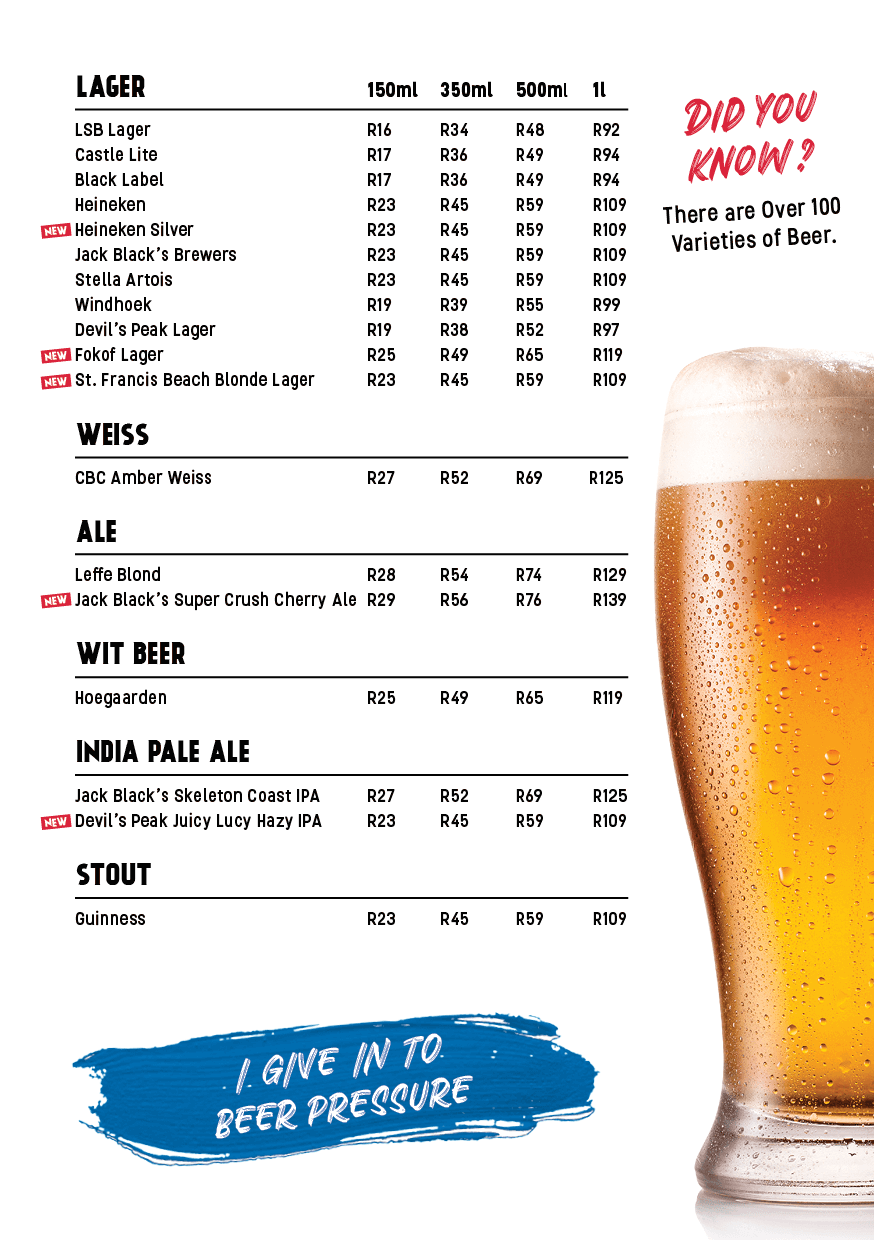 LAGER 150ml 350ml 500ml 1l
LSB Lager R16 R34 R48 R92
Castle Lite R17 R36 R49 R94
Black Label R17 R36 R49 R94
Heineken R23 R45 R59 R109
NEW Heineken Silver R23 R45 R59 R109
Jack Black's Brewers R23 R45 R59 R109
Stella Artois R23 R45 R59 R109
Windhoek R19 R39 R55 R99
Devil's Peak Lager R19 R38 R52 R97
NEW Fokof Lager R25 R49 R65 R119
NEW St. Francis Beach Blonde Lager R23 R45 R59 R109
WEISS
CBC Amber Weiss R27 R52 R69 R125
ALE
Leffe Blond R28 R54 R74 R129
NEW Jack Black's Super Crush Cherry Ale R29 R56 R76 R139
WIT BEER
Hoegaarden R25 R49 R65 R119
INDIA PALE ALE
Jack Black's Skeleton Coast IPA R27 R52 R69 R125
NEW Devil's Peak Juicy Lucy Hazy IPA R23 R45 R59 R109
STOUT
Guinness R23 R45 R59 R109
DID YOU
KNOW?
There are Over 100
Varieties of Beer.
I GIVE IN TO
BEER PRESSURE